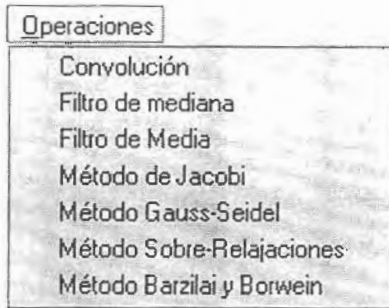 Operaciones
Convolución
Filtro de mediana
Filtro de Media
Método de Jacobi
Método Gauss-Seidel
Método Sobre-Relajaciones
Método Barzilai y Borwein